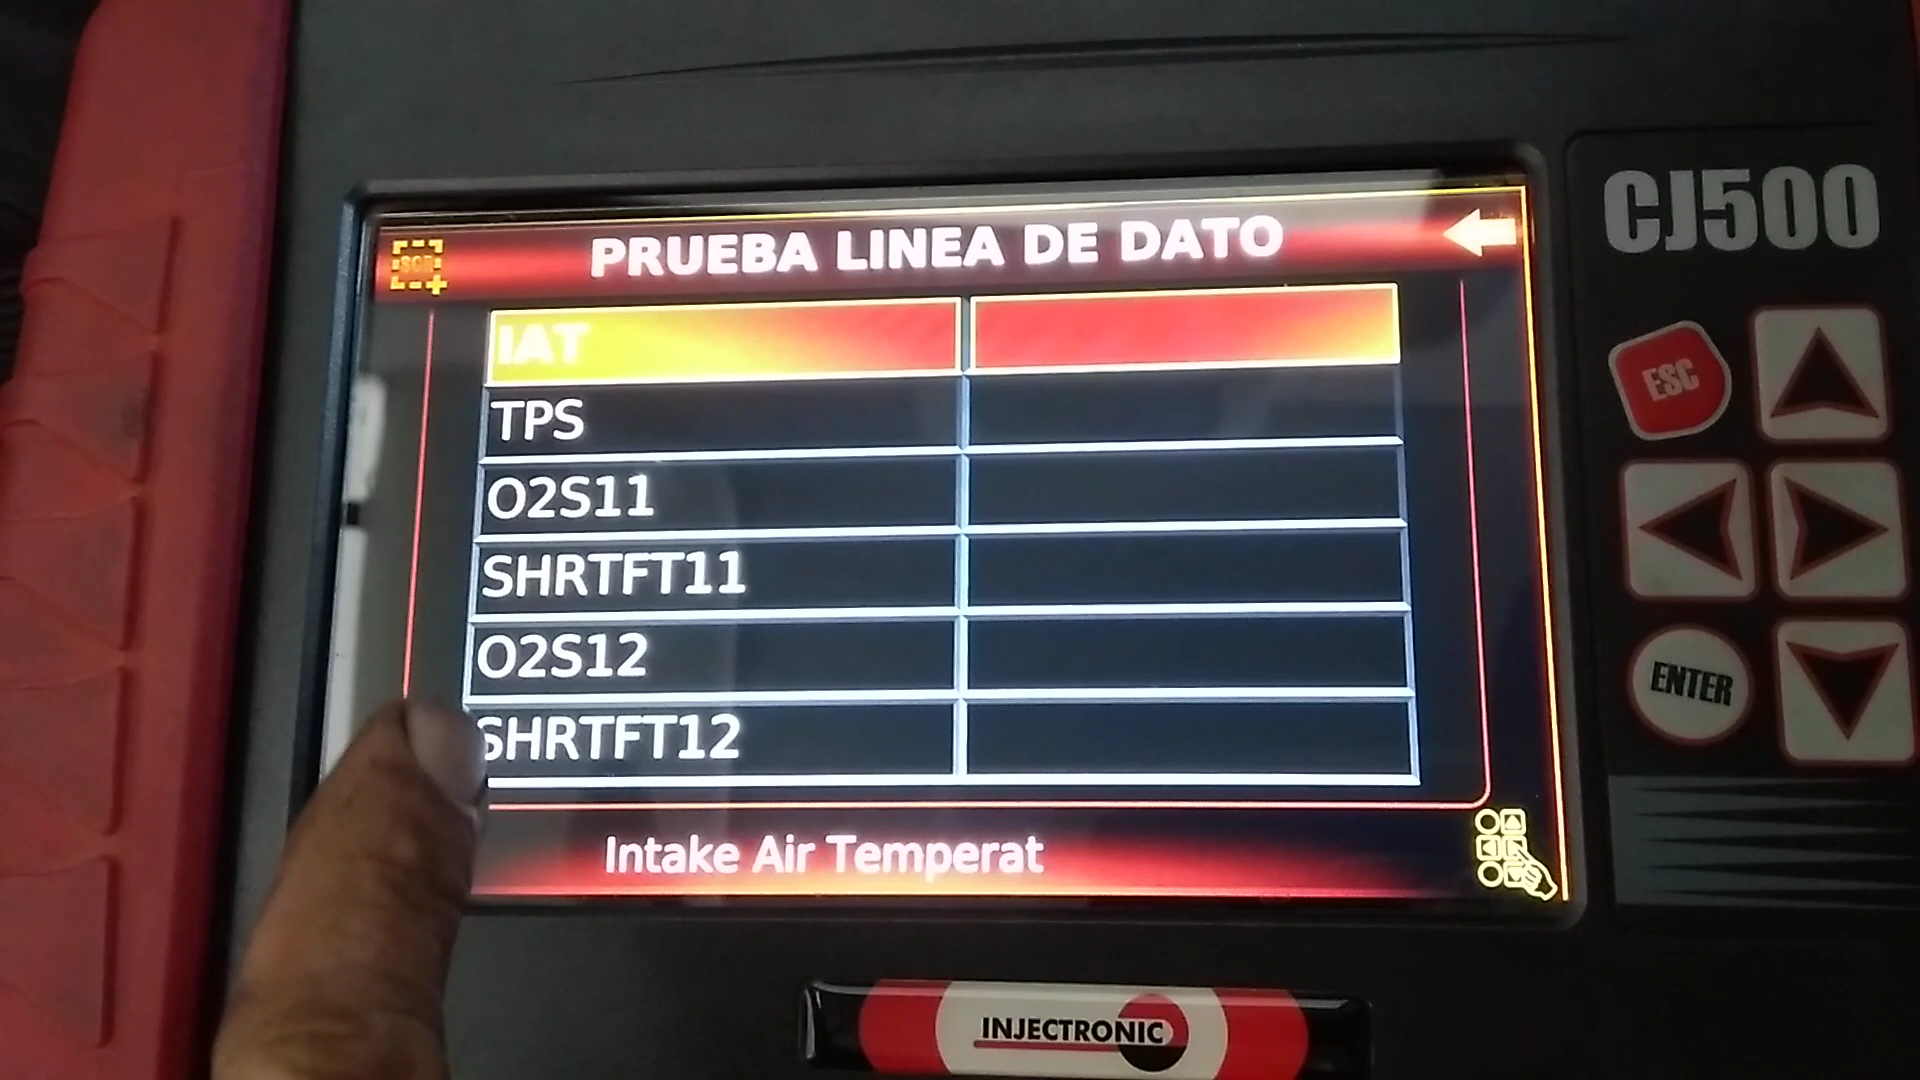 CJ500
PRUEBA LINEA DE DATO
IAT
TPS
O2S11
SHRTFT11
O2S12
SHRTFT12
Intake Air Temperat
ESC
ENTER
INJECTRONIC